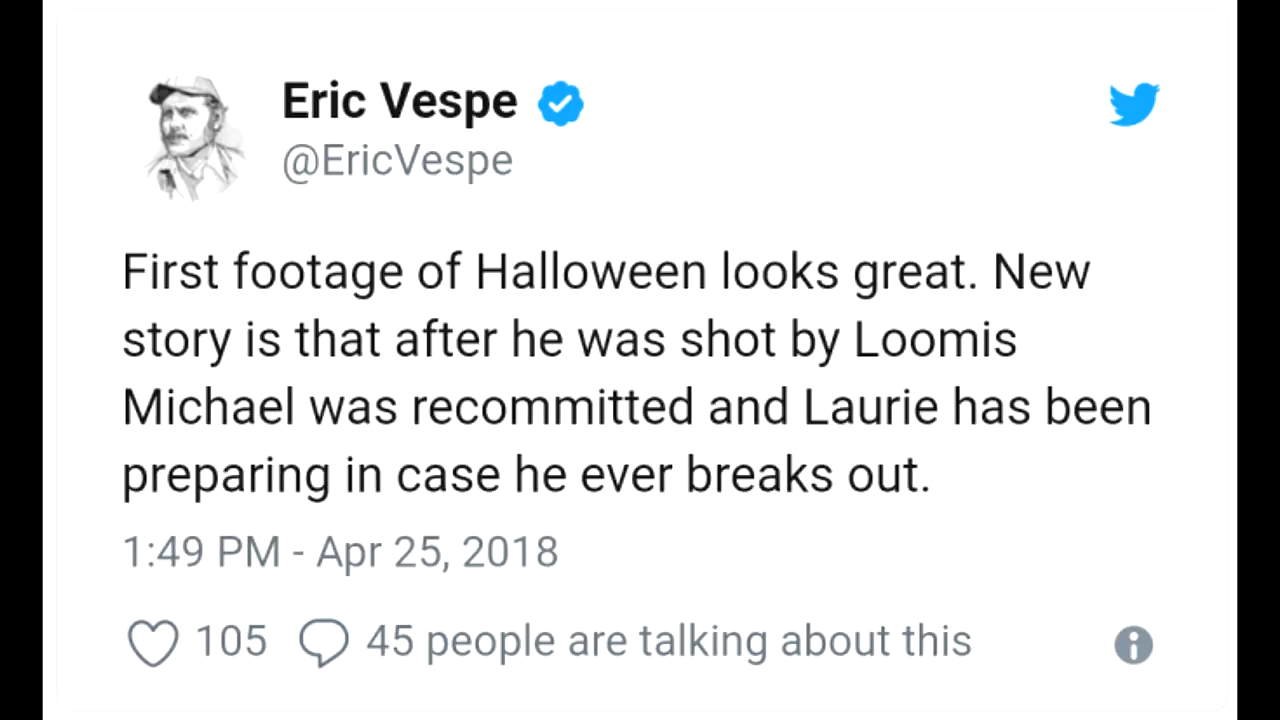 Eric Vespe
@EricVespe
First footage of Halloween looks great. New
story is that after he was shot by Loomis
Michael was recommitted and Laurie has been
preparing in case he ever breaks out.
1:49 PM - Apr 25, 2018
105 45 people are talking about this